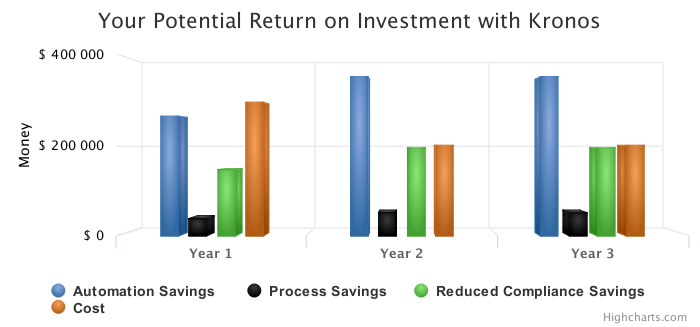 Your Potential Return on Investment with Kronos
$ 400 000
$ 200 000
$ 0
Money
Year 1
Year 2
Year 3
Automation Savings
Process Savings
Reduced Compliance Savings
Cost
Highcharts.com